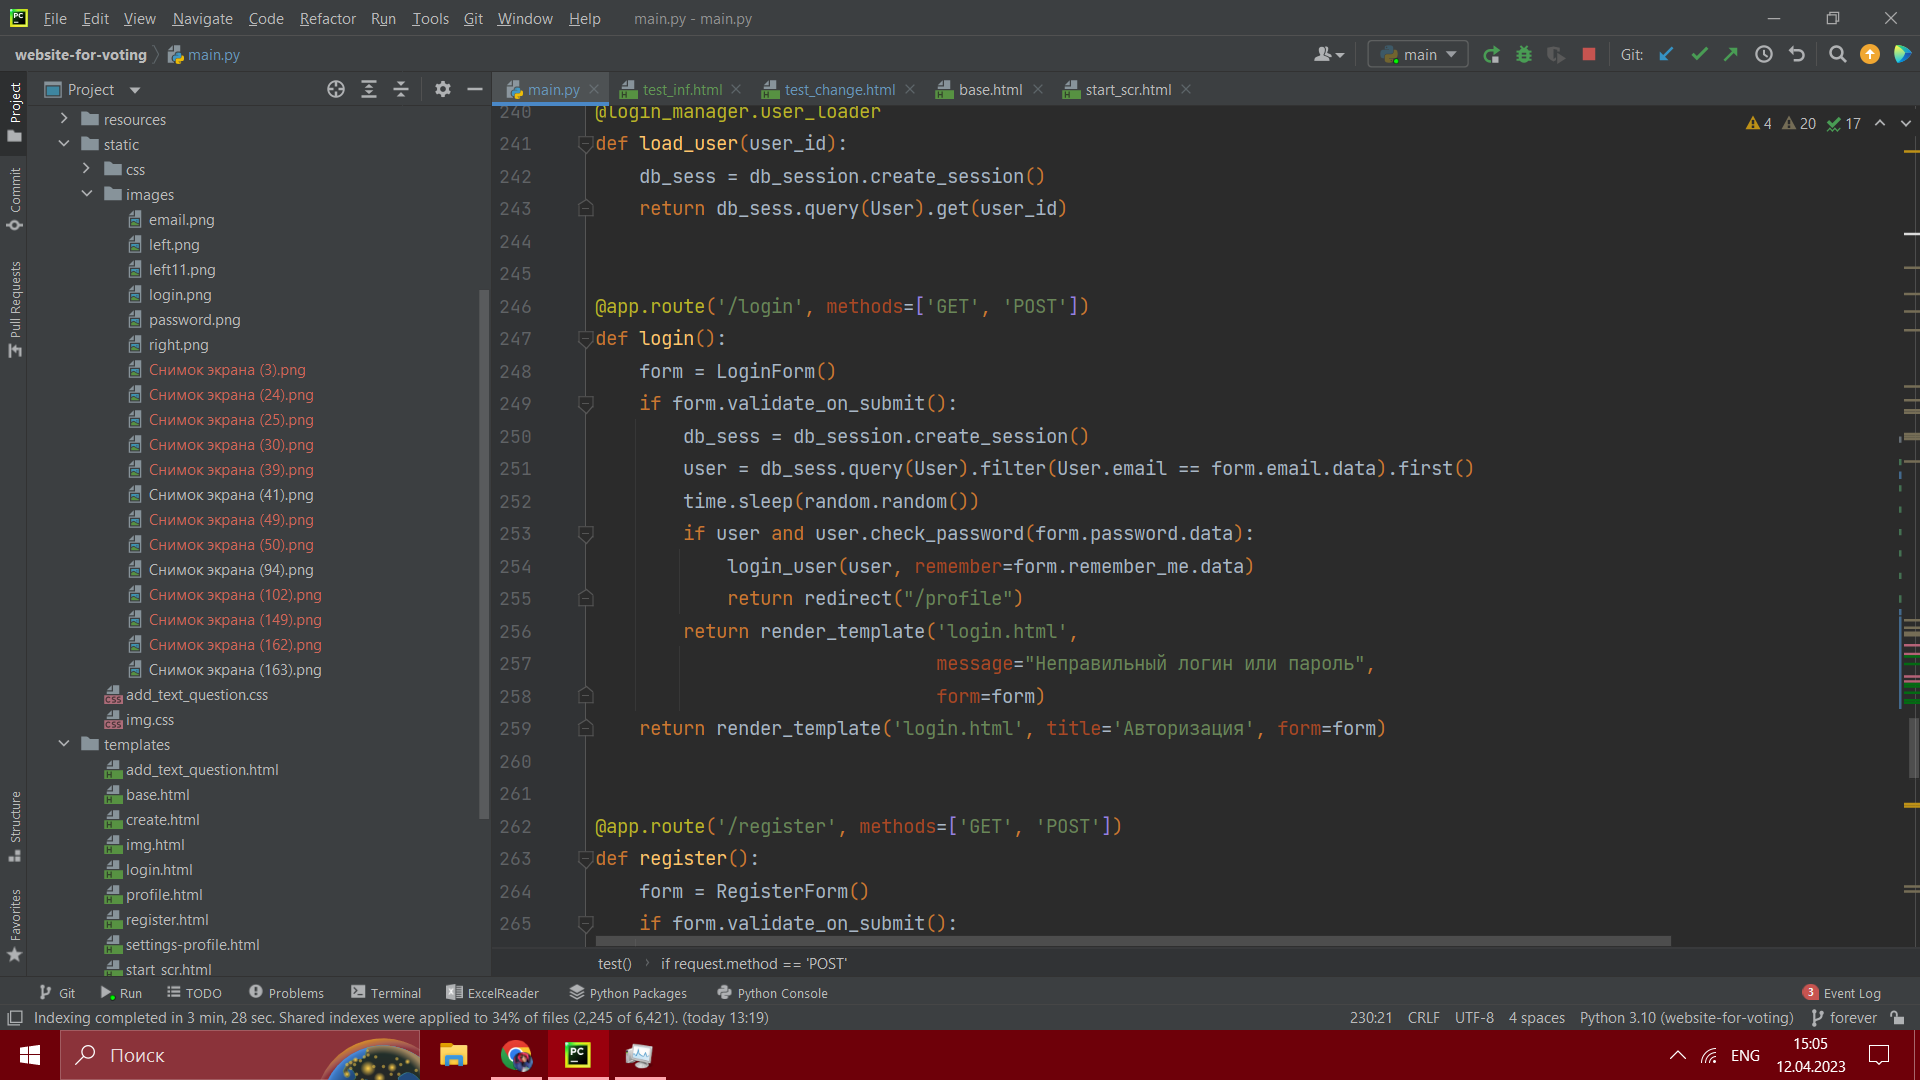 File Edit View Navigate Code Refactor Run Tools Git Window Help main.py - main.py
website-for-voting main.py main Git:
Project main.py test_inf.html test_change.html base.html start_scr.html
4 20 17
Project
Commit
Pull Requests
Structure
Favorites
resources
static
css
images
email.png
left.png
left11.png
login.png
password.png
right.png
Снимок экрана (3).png
Снимок экрана (24).png
Снимок экрана (25).png
Снимок экрана (30).png
Снимок экрана (39).png
Снимок экрана (41).png
Снимок экрана (49).png
Снимок экрана (50).png
Снимок экрана (94).png
Снимок экрана (102).png
Снимок экрана (149).png
Снимок экрана (162).png
Снимок экрана (163).png
add_text_question.css
img.css
templates
add_text_question.html
base.html
create.html
img.html
login.html
profile.html
register.html
settings-profile.html
start_scr.html
240 @login_manager.user_loader
241 def load_user(user_id):
242 db_sess = db_session.create_session()
243 return db_sess.query(User).get(user_id)
244
245
246 @app.route('/login', methods=['GET', 'POST'])
247 def login():
248 form = LoginForm()
249 if form.validate_on_submit():
250 db_sess = db_session.create_session()
251 user = db_sess.query(User).filter(User.email == form.email.data).first()
252 time.sleep(random.random())
253 if user and user.check_password(form.password.data):
254 login_user(user, remember=form.remember_me.data)
255 return redirect("/profile")
256 return render_template('login.html',
257 message="Неправильный логин или пароль",
258 form=form)
259 return render_template('login.html', title='Авторизация', form=form)
260
261
262 @app.route('/register', methods=['GET', 'POST'])
263 def register():
264 form = RegisterForm()
265 if form.validate_on_submit():
test() if request.method == 'POST'
Git Run TODO Problems Terminal ExcelReader Python Packages Python Console 3 Event Log
Indexing completed in 3 min, 28 sec. Shared indexes were applied to 34% of files (2,245 of 6,421). (today 13:19) 230:21 CRLF UTF-8 4 spaces Python 3.10 (website-for-voting) forever
Поиск ENG 15:05
12.04.2023